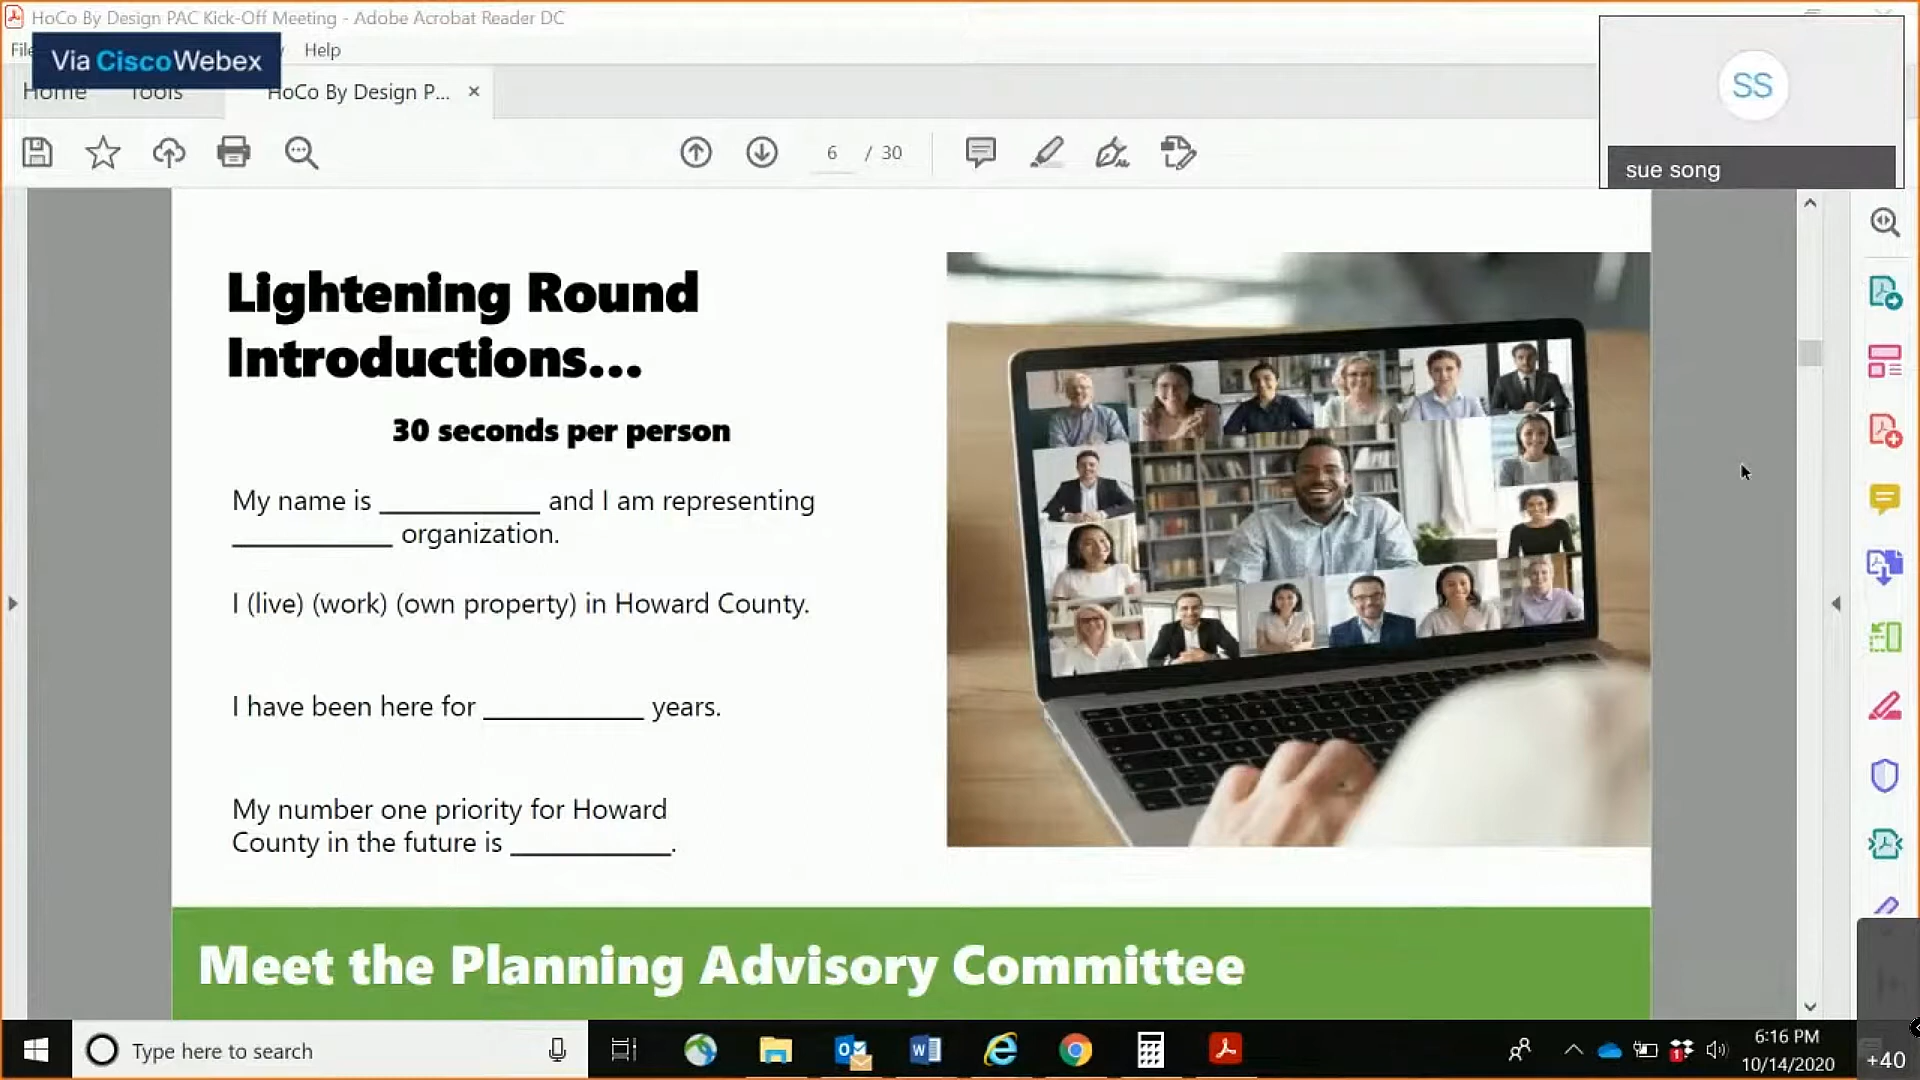 HoCo By Design PAC Kick-Off Meeting - Adobe Acrobat Reader DC
File
Help
Via CiscoWebex
Home
Tools
HoCo By Design P...
6 / 30
SS
sue song
Lightening Round
Introductions...
30 seconds per person
My name is ___________ and I am representing
___________ organization.
I (live) (work) (own property) in Howard County.
I have been here for ___________ years.
My number one priority for Howard
County in the future is ___________.
Meet the Planning Advisory Committee
Type here to search
6:16 PM
10/14/2020
+40